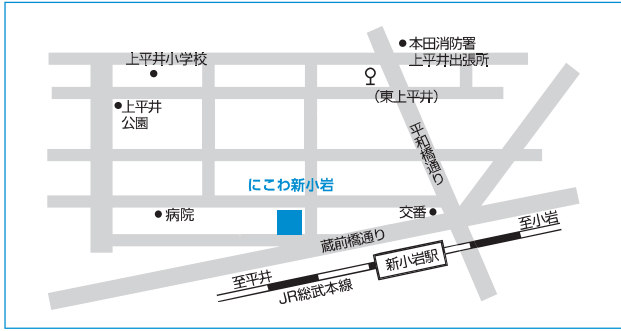 本田消防署
上平井出張所
上平井小学校
(東上平井)
上平井
公園
平和橋通り
にこわ新小岩
病院
交番
蔵前橋通り
至小岩
新小岩駅
至平井
JR総武本線